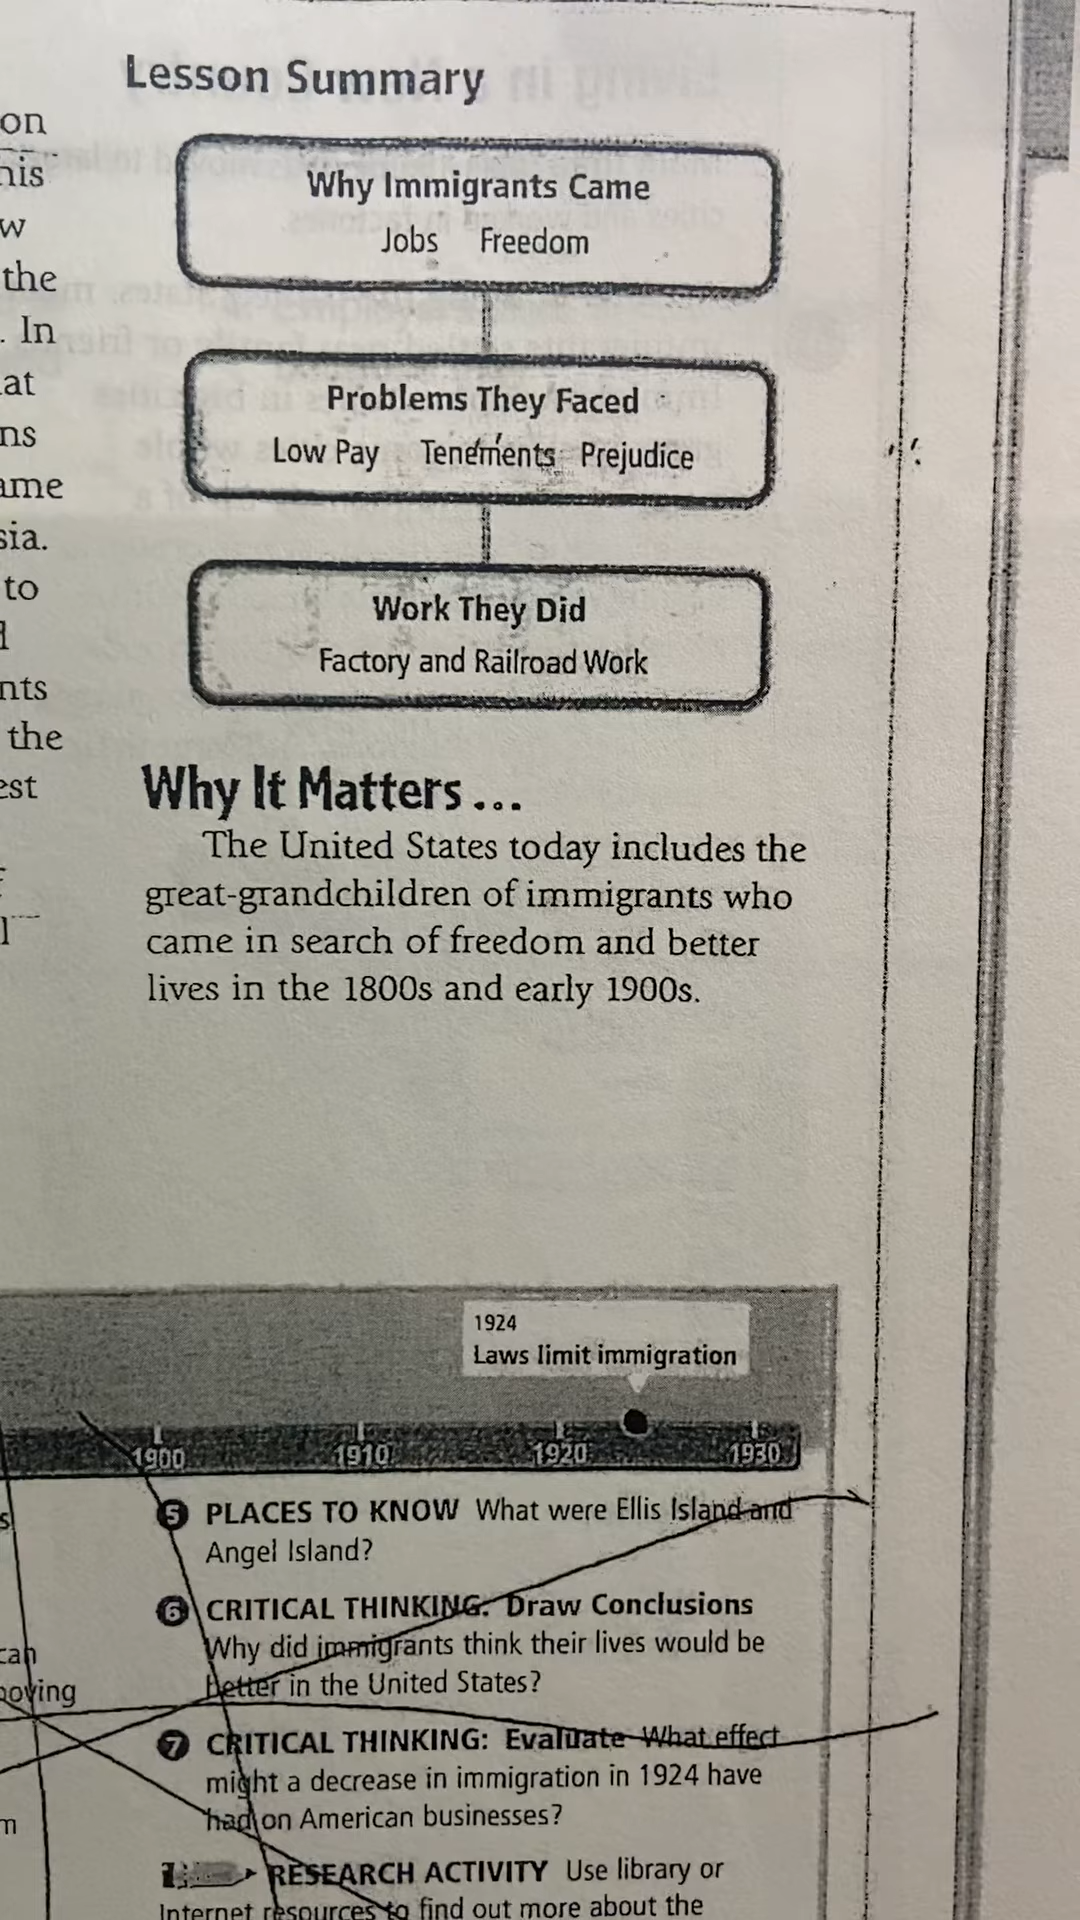 Lesson Summary
Why Immigrants Came
Jobs Freedom
Problems They Faced
Low Pay Tenements Prejudice
Work They Did
Factory and Railroad Work
Why It Matters...
The United States today includes the
great-grandchildren of immigrants who
came in search of freedom and better
lives in the 1800s and early 1900s.
1924
Laws limit immigration
1900 1910 1920 1930
5 PLACES TO KNOW What were Ellis Island and
Angel Island?
6 CRITICAL THINKING: Draw Conclusions
Why did immigrants think their lives would be
better in the United States?
7 CRITICAL THINKING: Evaluate What effect
might a decrease in immigration in 1924 have
had on American businesses?
RESEARCH ACTIVITY Use library or
Internet resources to find out more about the
on
the
. In
to
the